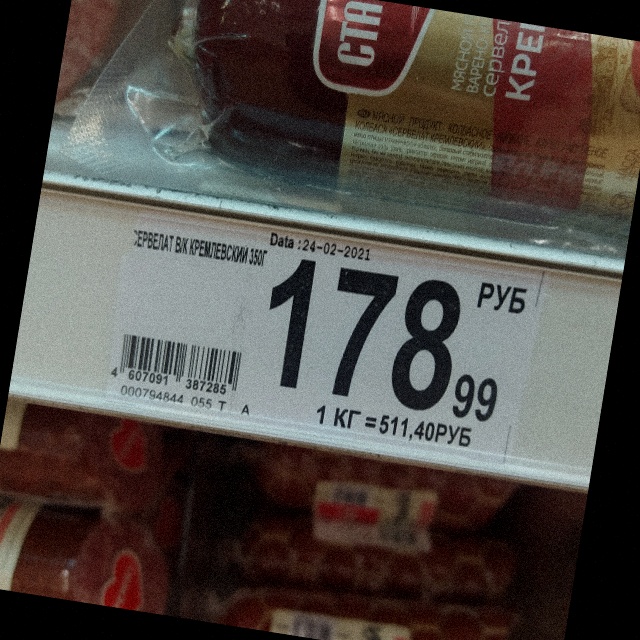 СТА
МЯСНОЙ
ВАРЕНО
сервел
КРЕ
СЕРВЕЛАТ В/К КРЕМЛЕВСКИЙ 350Г
Data :24-02-2021
178 99
РУБ
4 607091 387285
000794844 055 Т А
1 КГ =511,40РУБ